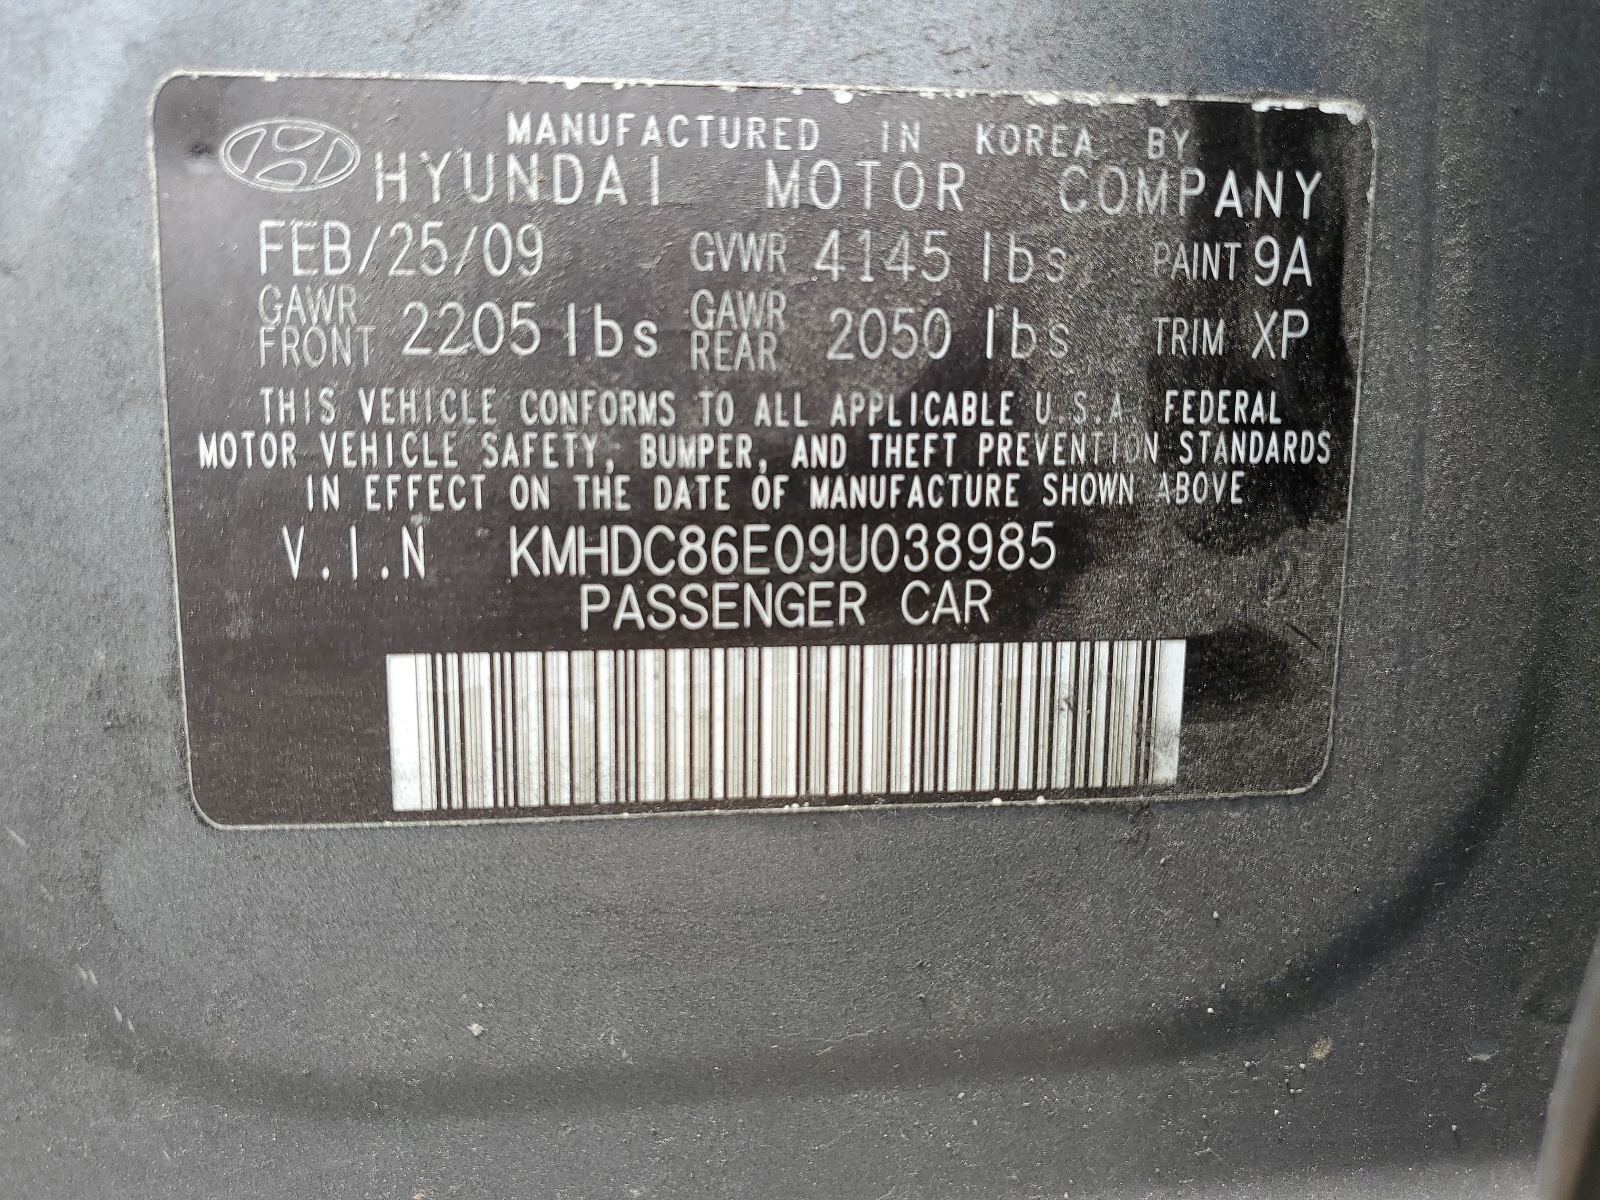 MANUFACTURED IN KOREA BY
HYUNDAI MOTOR COMPANY
FEB/25/09 GVWR 4145 lbs PAINT 9A
GAWR FRONT 2205 lbs GAWR REAR 2050 lbs TRIM XP
THIS VEHICLE CONFORMS TO ALL APPLICABLE U.S.A. FEDERAL
MOTOR VEHICLE SAFETY, BUMPER, AND THEFT PREVENTION STANDARDS
IN EFFECT ON THE DATE OF MANUFACTURE SHOWN ABOVE
V.I.N KMHDC86E09U038985
PASSENGER CAR